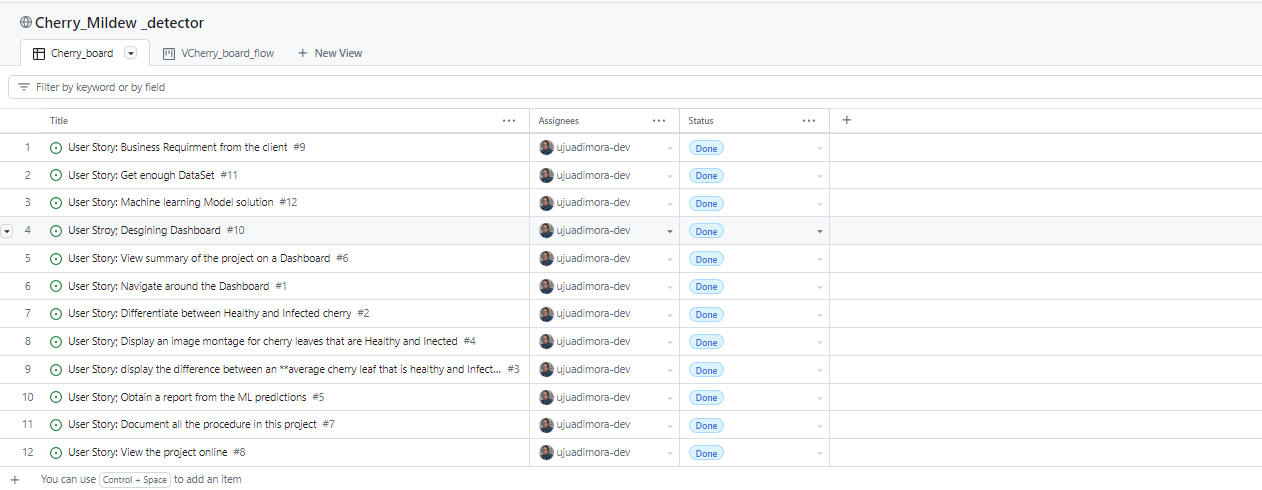 Cherry_Mildew _detector
Cherry_board VCherry_board_flow + New View
Filter by keyword or by field
Title ... Assignees ... Status ... +
1 User Story: Business Requirment from the client #9 ujuadimora-dev Done
2 User Story: Get enough DataSet #11 ujuadimora-dev Done
3 User Story: Machine learning Model solution #12 ujuadimora-dev Done
4 User Stroy; Desgining Dashboard #10 ujuadimora-dev Done
5 User Story: View summary of the project on a Dashboard #6 ujuadimora-dev Done
6 User Story: Navigate around the Dashboard #1 ujuadimora-dev Done
7 User Story: Differentiate between Healthy and Infected cherry #2 ujuadimora-dev Done
8 User Story; Display an image montage for cherry leaves that are Healthy and Inected #4 ujuadimora-dev Done
9 User Story: display the difference between an **average cherry leaf that is healthy and Infect... #3 ujuadimora-dev Done
10 User Story; Obtain a report from the ML predictions #5 ujuadimora-dev Done
11 User Story: Document all the procedure in this project #7 ujuadimora-dev Done
12 User Story: View the project online #8 ujuadimora-dev Done
+ You can use Control + Space to add an item